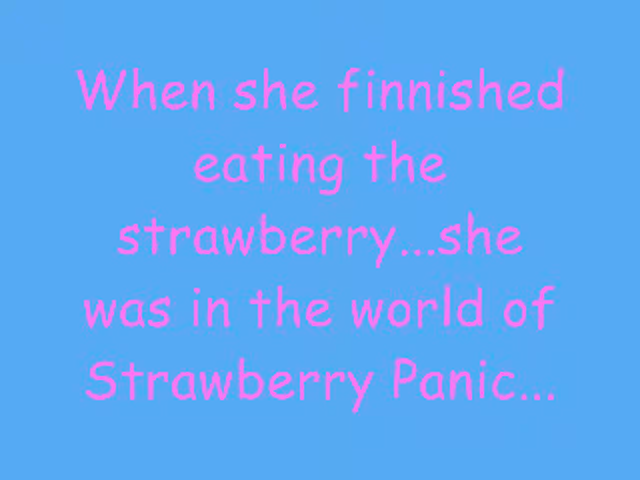 When she finnished
eating the
strawberry...she
was in the world of
Strawberry Panic...